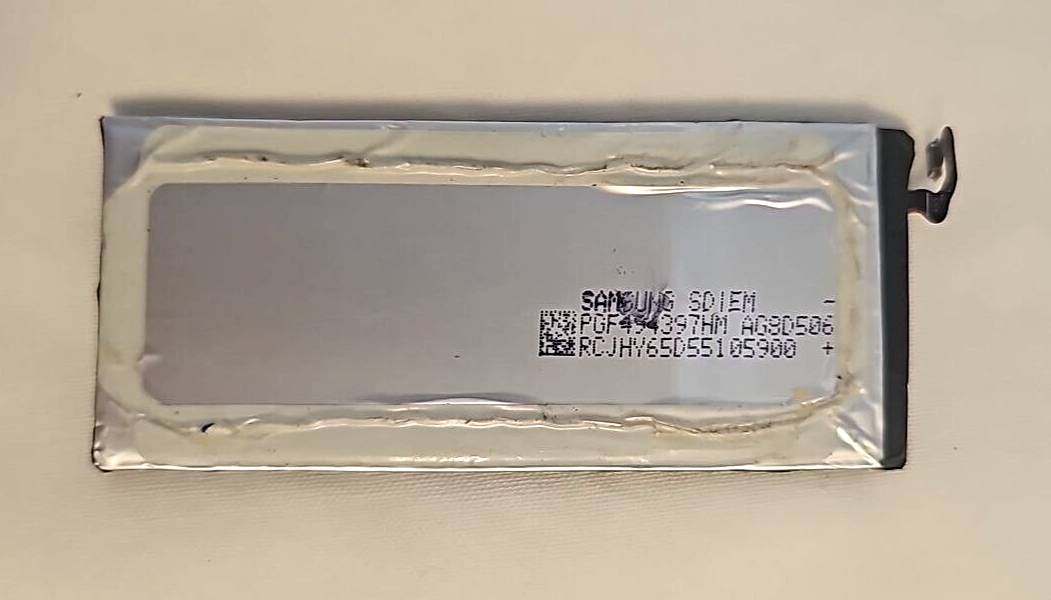 SAMSUNG SDIEM -
PGF494397HM AG8D506
RCJHY65D55105900 +